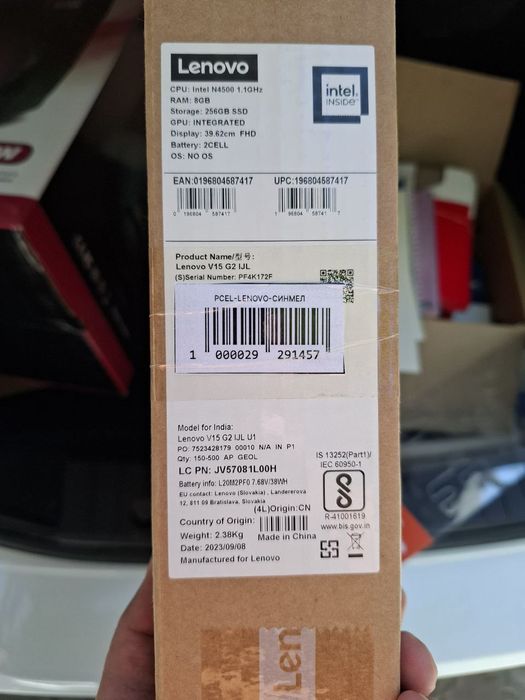 Lenovo
CPU: Intel N4500 1.1GHz
RAM: 8GB
Storage: 256GB SSD
GPU: INTEGRATED
Display: 39.62cm FHD
Battery: 2CELL
OS: NO OS
intel
INSIDE
EAN:0196804587417
UPC:196804587417
0 196804 587417
1 96804 58741 7
Product Name/型号:
Lenovo V15 G2 IJL
(S)Serial Number: PF4K172F
PCEL-LENOVO-СИНМЕЛ
1 000029 291457
Model for India:
Lenovo V15 G2 IJL U1
PO: 7523428179 00010 N/A IN P1
Qty: 150-500 AP GEOL
LC PN: JV57081L00H
Battery info: L20M2PF0 7.68V/38WH
EU contact: Lenovo (Slovakia) , Landererova
12, 811 09 Bratislava, Slovakia
(4L)Origin:CN
Country of Origin:
Made in China
Weight: 2.38Kg
Date: 2023/09/08
Manufactured for Lenovo
IS 13252(Part1)/
IEC 60950-1
R-41001619
www.bis.gov.in
Len